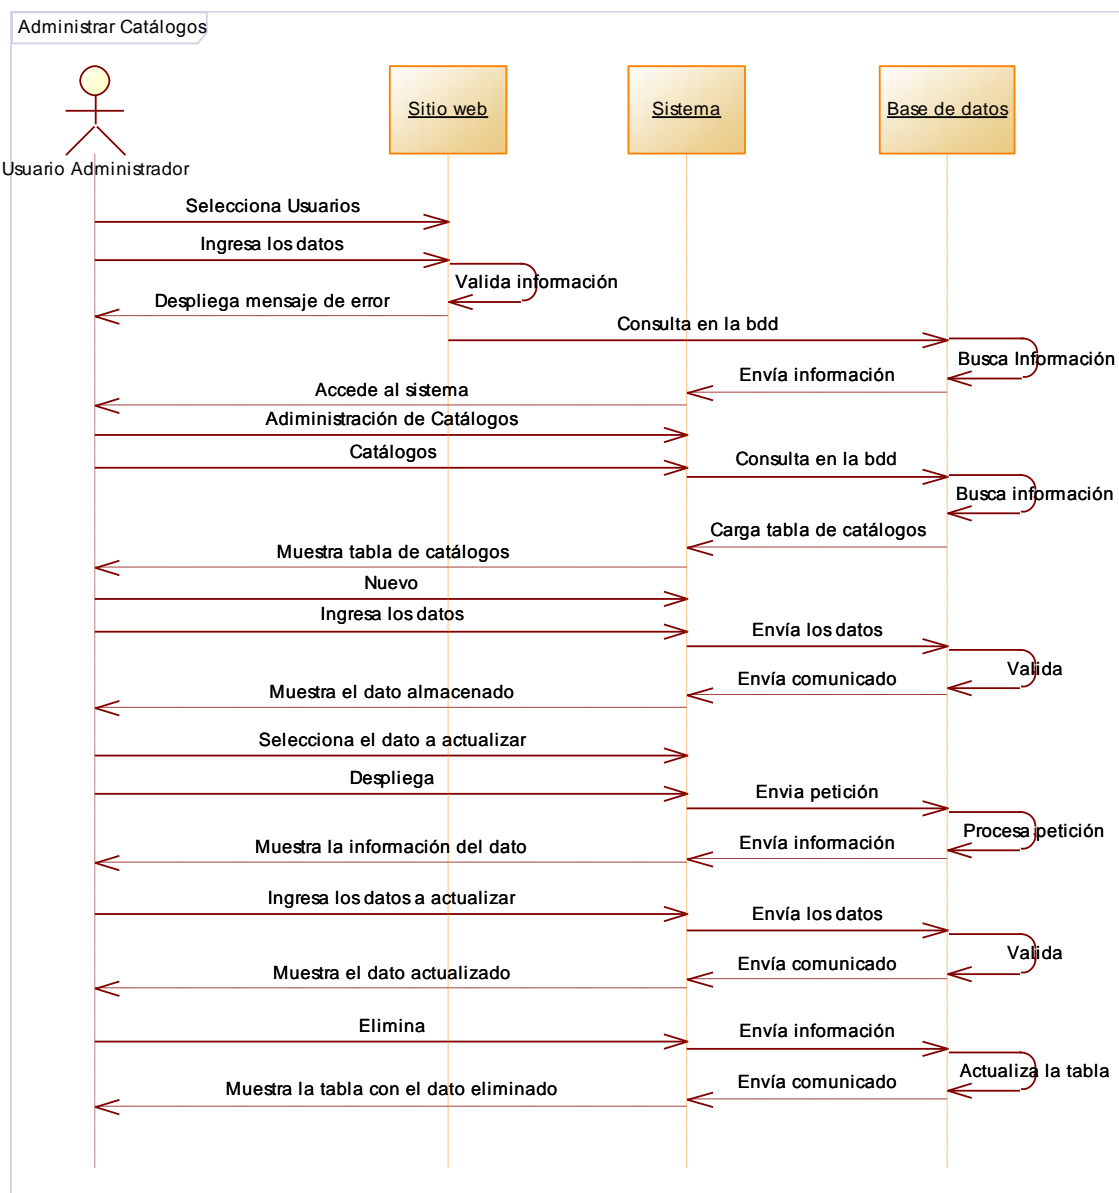 Administrar Catálogos
Sitio web
Sistema
Base de datos
Usuario Administrador
Selecciona Usuarios
Ingresa los datos
Valida información
Despliega mensaje de error
Consulta en la bdd
Busca Información
Envía información
Accede al sistema
Adiministración de Catálogos
Catálogos
Consulta en la bdd
Busca información
Carga tabla de catálogos
Muestra tabla de catálogos
Nuevo
Ingresa los datos
Envía los datos
Valida
Envía comunicado
Muestra el dato almacenado
Selecciona el dato a actualizar
Despliega
Envia petición
Procesa petición
Envía información
Muestra la información del dato
Ingresa los datos a actualizar
Envía los datos
Valida
Envía comunicado
Muestra el dato actualizado
Elimina
Envía información
Actualiza la tabla
Envía comunicado
Muestra la tabla con el dato eliminado